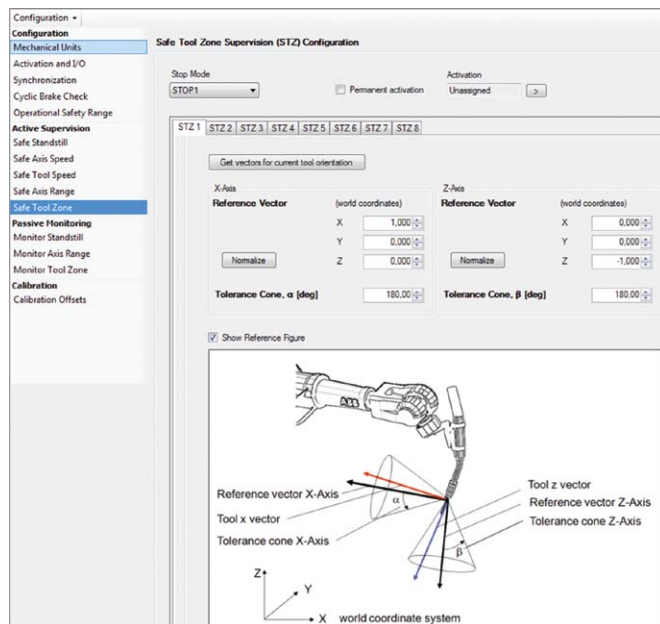 Configuration
Configuration
Mechanical Units
Activation and I/O
Synchronization
Cyclic Brake Check
Operational Safety Range
Active Supervision
Safe Standstill
Safe Axis Speed
Safe Tool Speed
Safe Axis Range
Safe Tool Zone
Passive Monitoring
Monitor Standstill
Monitor Axis Range
Monitor Tool Zone
Calibration
Calibration Offsets
Safe Tool Zone Supervision (STZ) Configuration
Stop Mode
STOP1
Permanent activation
Activation
Unassigned >
STZ 1 STZ 2 STZ 3 STZ 4 STZ 5 STZ 6 STZ 7 STZ 8
Get vectors for current tool orientation
X-Axis
Reference Vector (world coordinates)
X 1,000
Y 0,000
Normalize Z 0,000
Tolerance Cone, α [deg] 180,00
Z-Axis
Reference Vector (world coordinates)
X 0,000
Y 0,000
Normalize Z -1,000
Tolerance Cone, β [deg] 180,00
Show Reference Figure
ABB
Reference vector X-Axis
Tool x vector
Tolerance cone X-Axis
α
Tool z vector
Reference vector Z-Axis
Tolerance cone Z-Axis
β
Z
Y
X world coordinate system